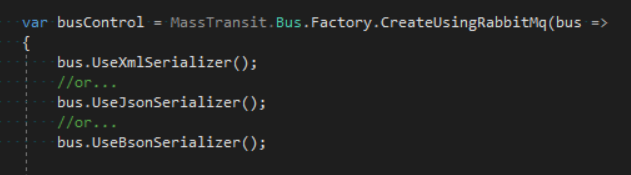 var busControl = MassTransit.Bus.Factory.CreateUsingRabbitMq(bus =>
{
bus.UseXmlSerializer();
//or...
bus.UseJsonSerializer();
//or...
bus.UseBsonSerializer();